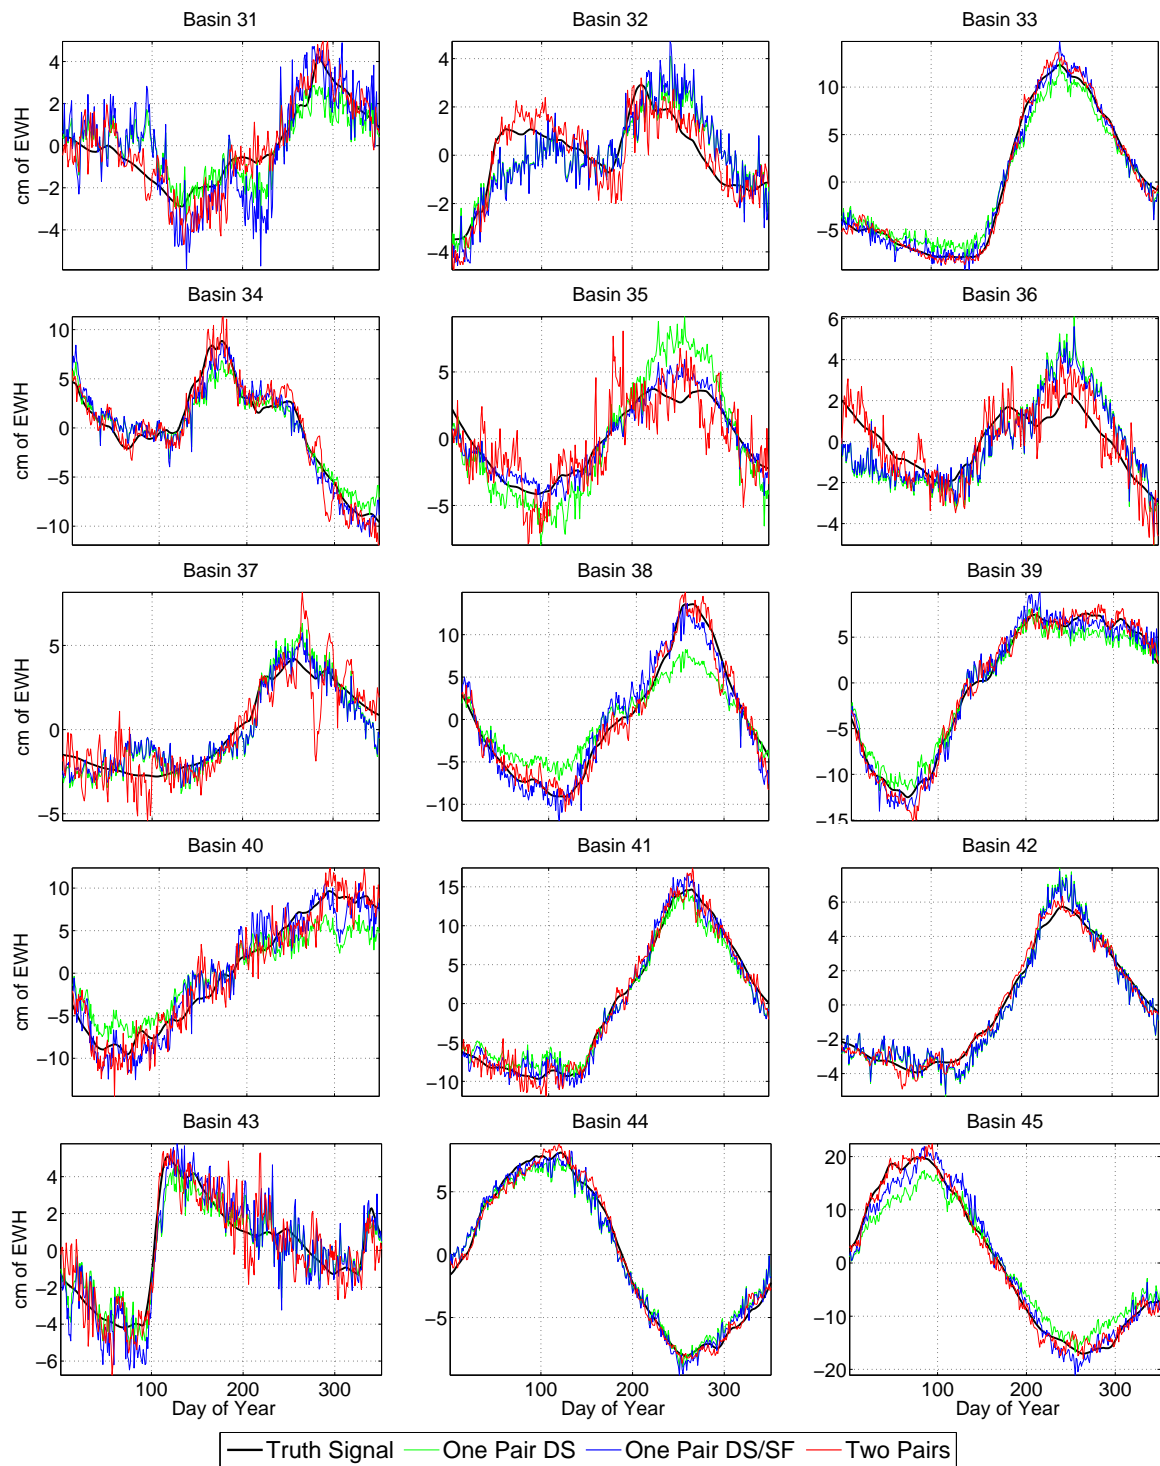 Basin 31
Basin 32
Basin 33
cm of EWH
4
2
0
−2
−4
4
2
0
−2
−4
10
5
0
−5
Basin 34
Basin 35
Basin 36
cm of EWH
10
5
0
−5
−10
5
0
−5
6
4
2
0
−2
−4
Basin 37
Basin 38
Basin 39
cm of EWH
5
0
−5
10
5
0
−5
−10
5
0
−5
−10
−15
Basin 40
Basin 41
Basin 42
cm of EWH
10
5
0
−5
−10
15
10
5
0
−5
−10
6
4
2
0
−2
−4
Basin 43
Basin 44
Basin 45
cm of EWH
4
2
0
−2
−4
−6
5
0
−5
20
10
0
−10
−20
100 200 300
100 200 300
100 200 300
Day of Year
Day of Year
Day of Year
Truth Signal One Pair DS One Pair DS/SF Two Pairs